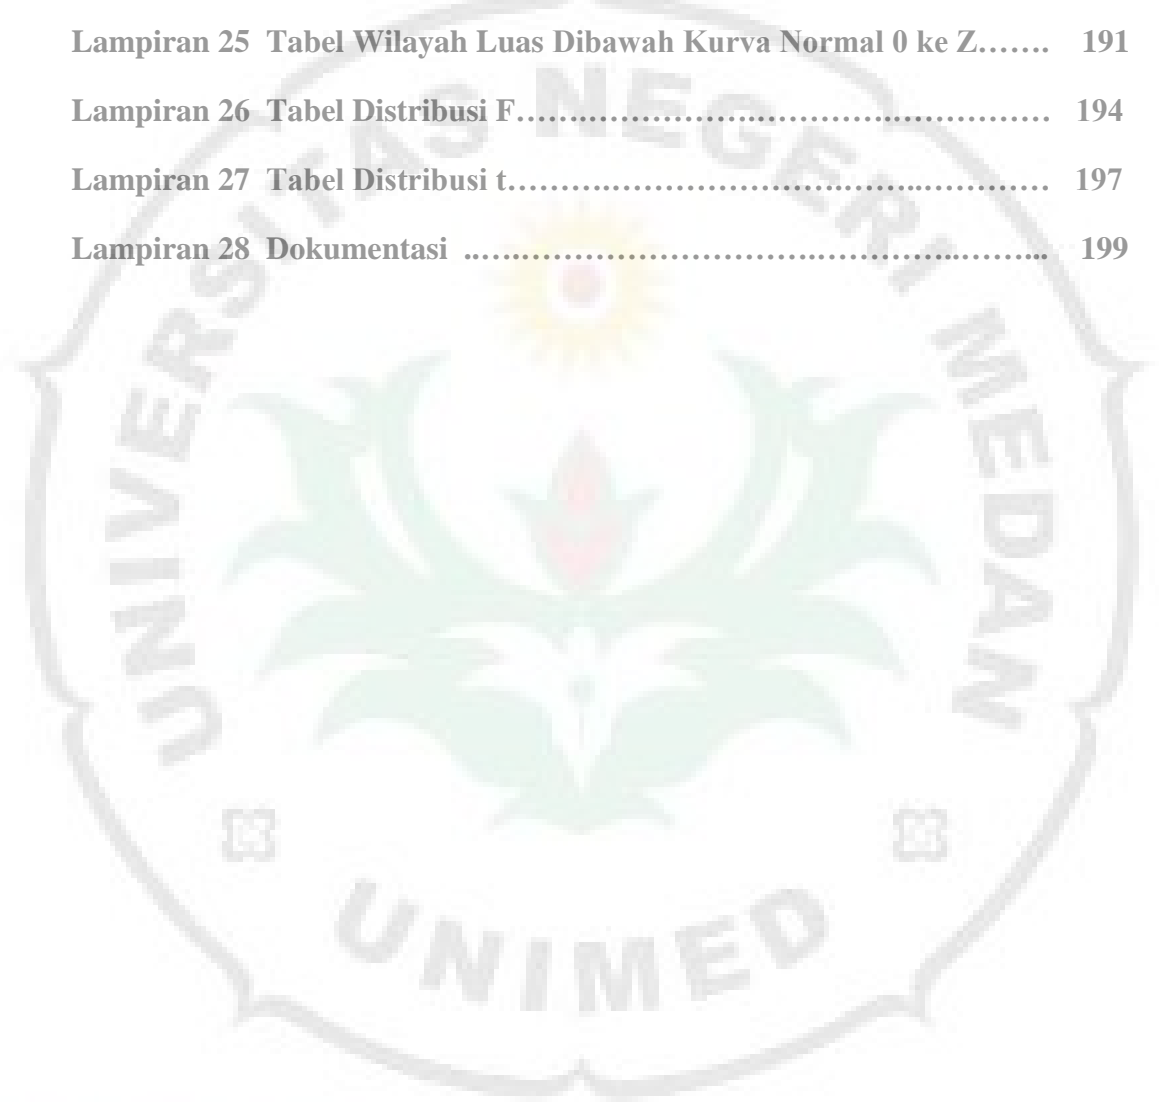 Lampiran 25  Tabel Wilayah Luas Dibawah Kurva Normal 0 ke Z……. 191
Lampiran 26  Tabel Distribusi F………………………………………… 194
Lampiran 27  Tabel Distribusi t………………………………………… 197
Lampiran 28  Dokumentasi ..……………………………………………... 199
UNIVERSITAS NEGERI MEDAN
UNIMED